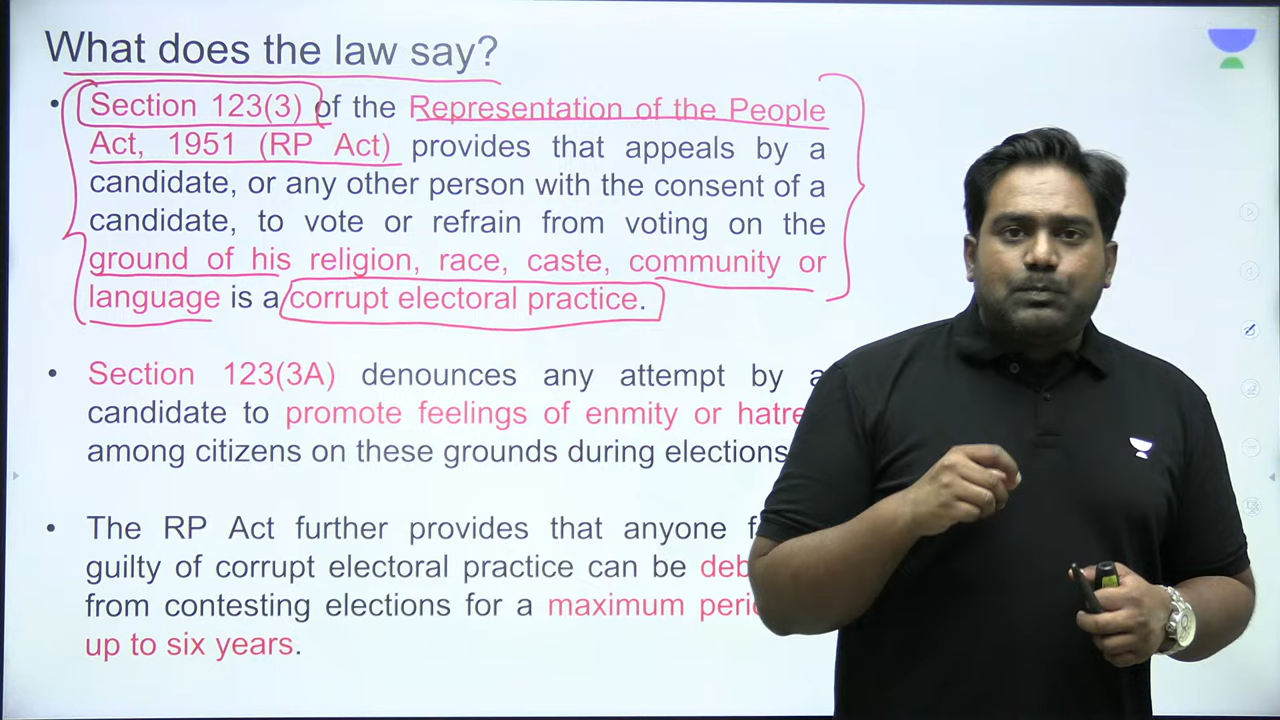 What does the law say?
• Section 123(3) of the Representation of the People
Act, 1951 (RP Act) provides that appeals by a
candidate, or any other person with the consent of a
candidate, to vote or refrain from voting on the
ground of his religion, race, caste, community or
language is a corrupt electoral practice.
• Section 123(3A) denounces any attempt by a
candidate to promote feelings of enmity or
among citizens on these grounds during elections
• The RP Act further provides that anyone
guilty of corrupt electoral practice can be
from contesting elections for a maximum
up to six years.